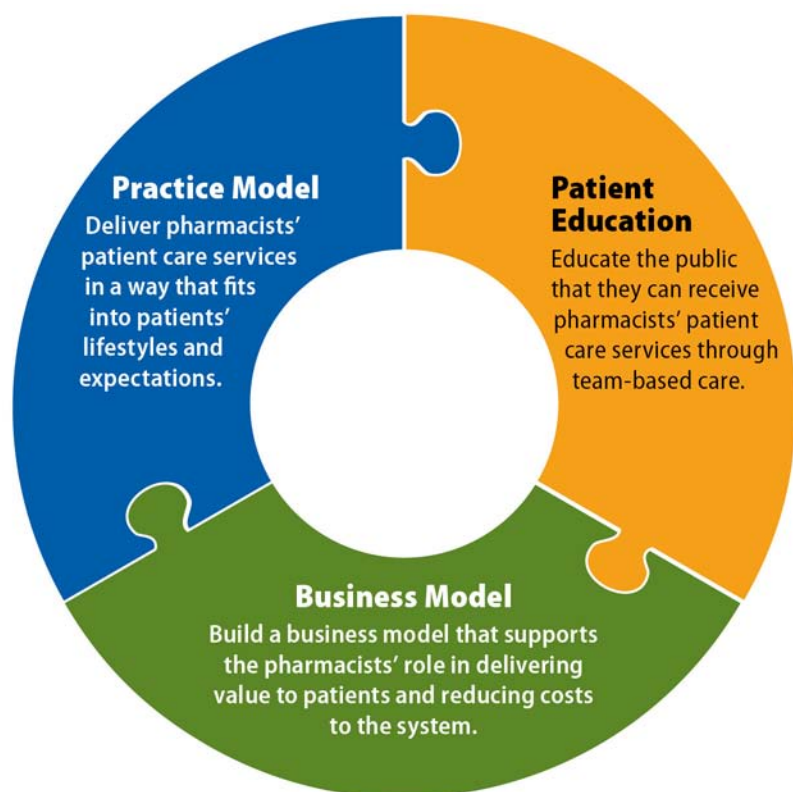 Practice Model
Deliver pharmacists’
patient care services
in a way that fits
into patients’
lifestyles and
expectations.
Patient
Education
Educate the public
that they can receive
pharmacists’ patient
care services through
team-based care.
Business Model
Build a business model that supports
the pharmacists’ role in delivering
value to patients and reducing costs
to the system.